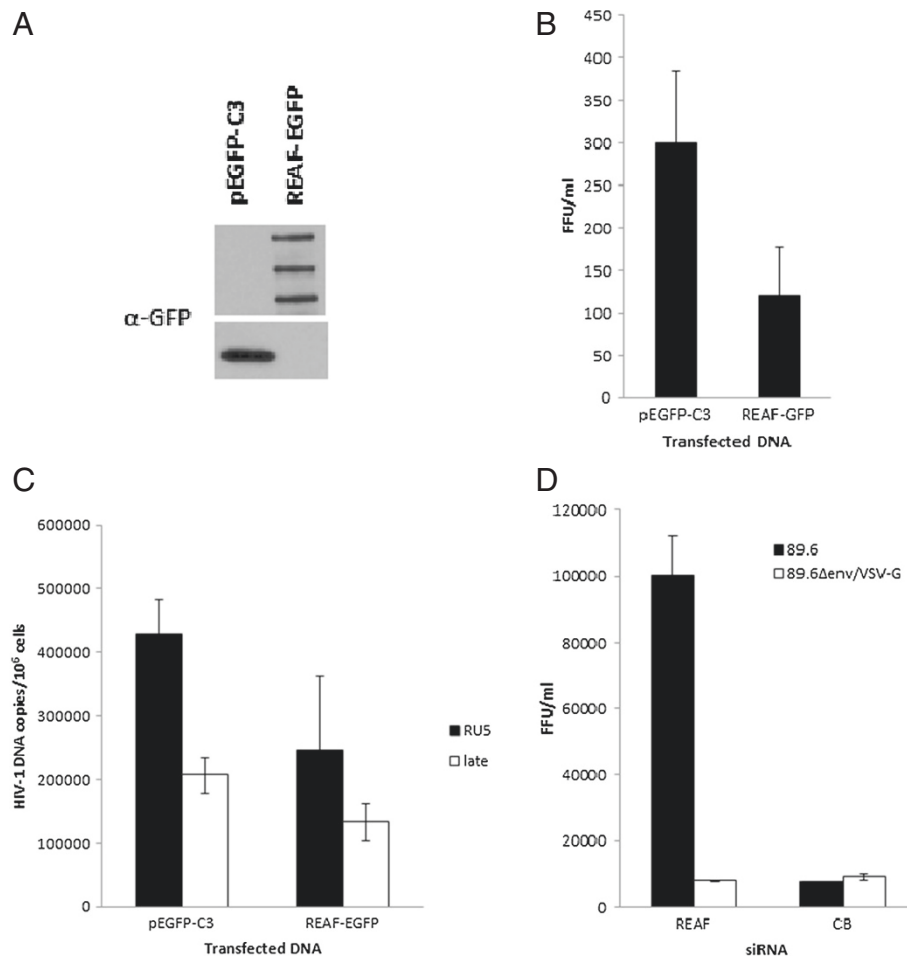 A
pEGFP-C3
REAF-EGFP
α-GFP
B
450
400
350
300
250
200
150
100
50
0
FFU/ml
pEGFP-C3 REAF-GFP
Transfected DNA
C
600000
500000
400000
300000
200000
100000
0
HIV-1 DNA copies/10⁶ cells
RU5
late
pEGFP-C3 REAF-EGFP
Transfected DNA
D
120000
100000
80000
60000
40000
20000
0
FFU/ml
89.6
89.6Δenv/VSV-G
REAF CB
siRNA